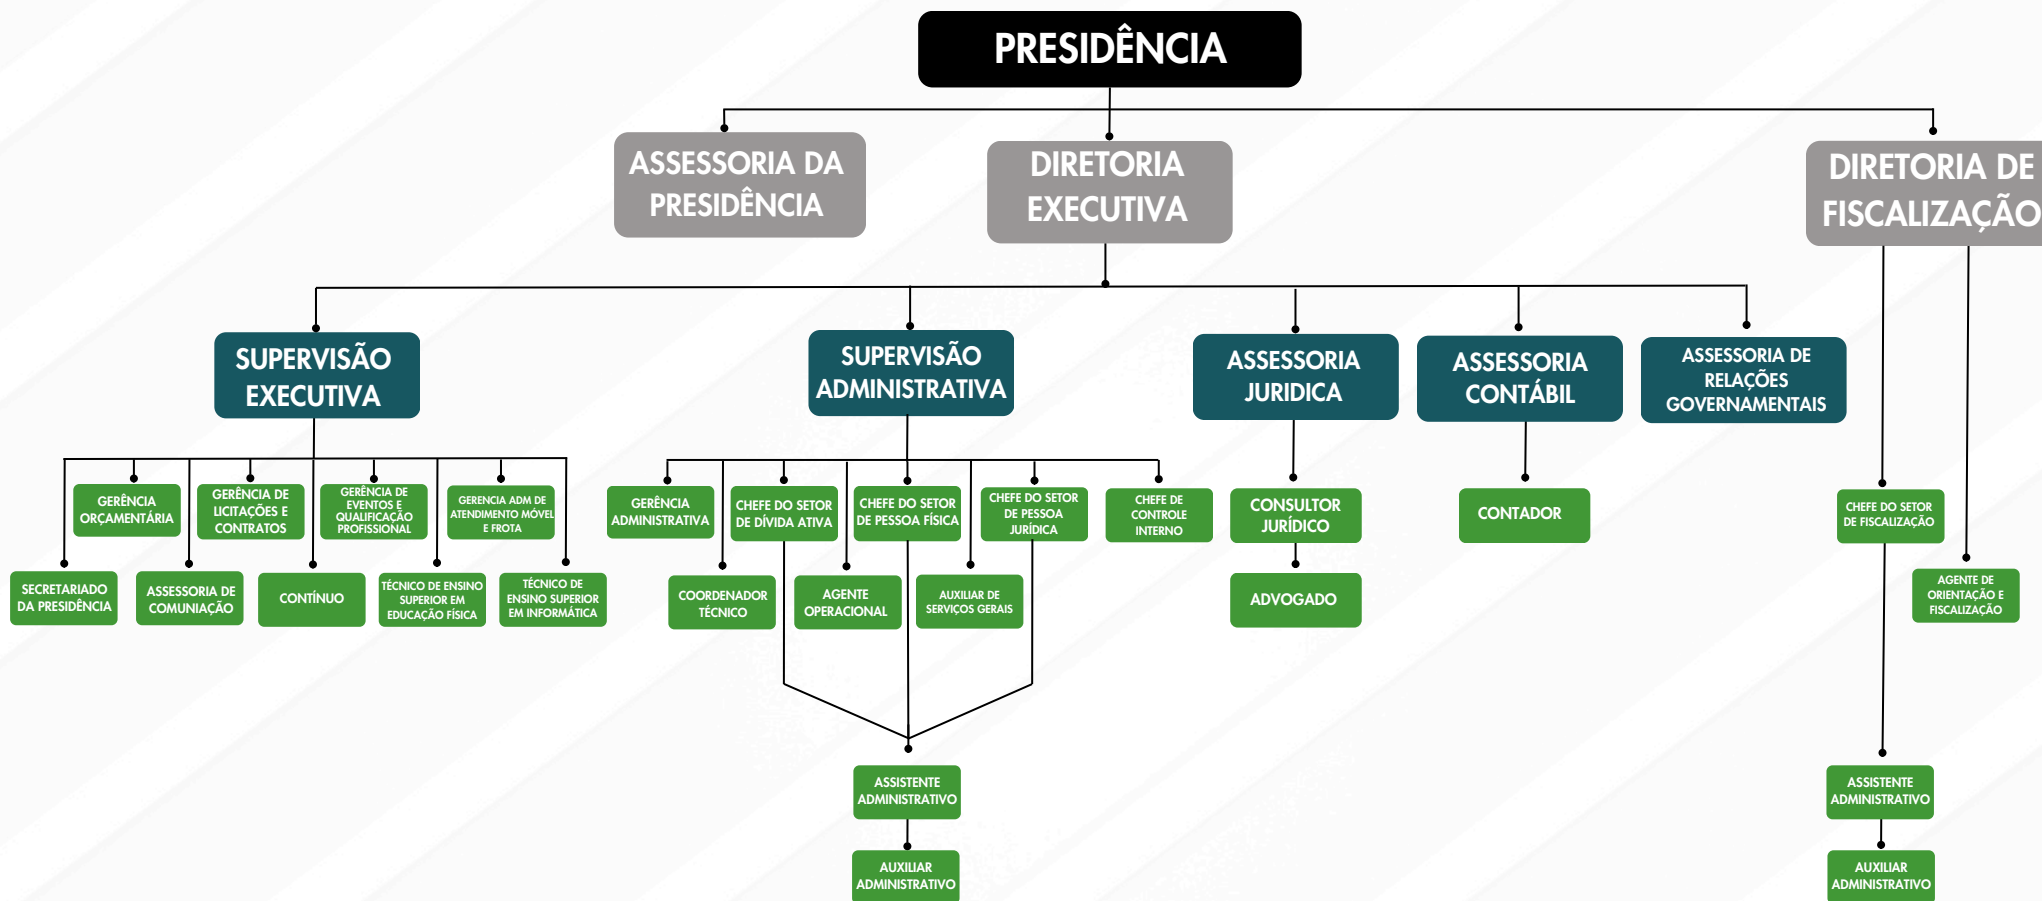 PRESIDÊNCIA
ASSESSORIA DA
PRESIDÊNCIA
DIRETORIA
EXECUTIVA
DIRETORIA DE
FISCALIZAÇÃO
SUPERVISÃO
EXECUTIVA
SUPERVISÃO
ADMINISTRATIVA
ASSESSORIA
JURIDICA
ASSESSORIA
CONTÁBIL
ASSESSORIA DE
RELAÇÕES
GOVERNAMENTAIS
GERÊNCIA
ORÇAMENTÁRIA
GERÊNCIA DE
LICITAÇÕES E
CONTRATOS
GERÊNCIA DE
EVENTOS E
QUALIFICAÇÃO
PROFISSIONAL
GERENCIA ADM DE
ATENDIMENTO MÓVEL
E FROTA
GERÊNCIA
ADMINISTRATIVA
CHEFE DO SETOR
DE DÍVIDA ATIVA
CHEFE DO SETOR
DE PESSOA FÍSICA
CHEFE DO SETOR
DE PESSOA
JURÍDICA
CHEFE DE
CONTROLE
INTERNO
CONSULTOR
JURÍDICO
CONTADOR
CHEFE DO SETOR
DE FISCALIZAÇÃO
SECRETARIADO
DA PRESIDÊNCIA
ASSESSORIA DE
COMUNIAÇÃO
CONTÍNUO
TÉCNICO DE ENSINO
SUPERIOR EM
EDUCAÇÃO FÍSICA
TÉCNICO DE
ENSINO SUPERIOR
EM INFORMÁTICA
COORDENADOR
TÉCNICO
AGENTE
OPERACIONAL
AUXILIAR DE
SERVIÇOS GERAIS
ADVOGADO
AGENTE DE
ORIENTAÇÃO E
FISCALIZAÇÃO
ASSISTENTE
ADMINISTRATIVO
ASSISTENTE
ADMINISTRATIVO
AUXILIAR
ADMINISTRATIVO
AUXILIAR
ADMINISTRATIVO